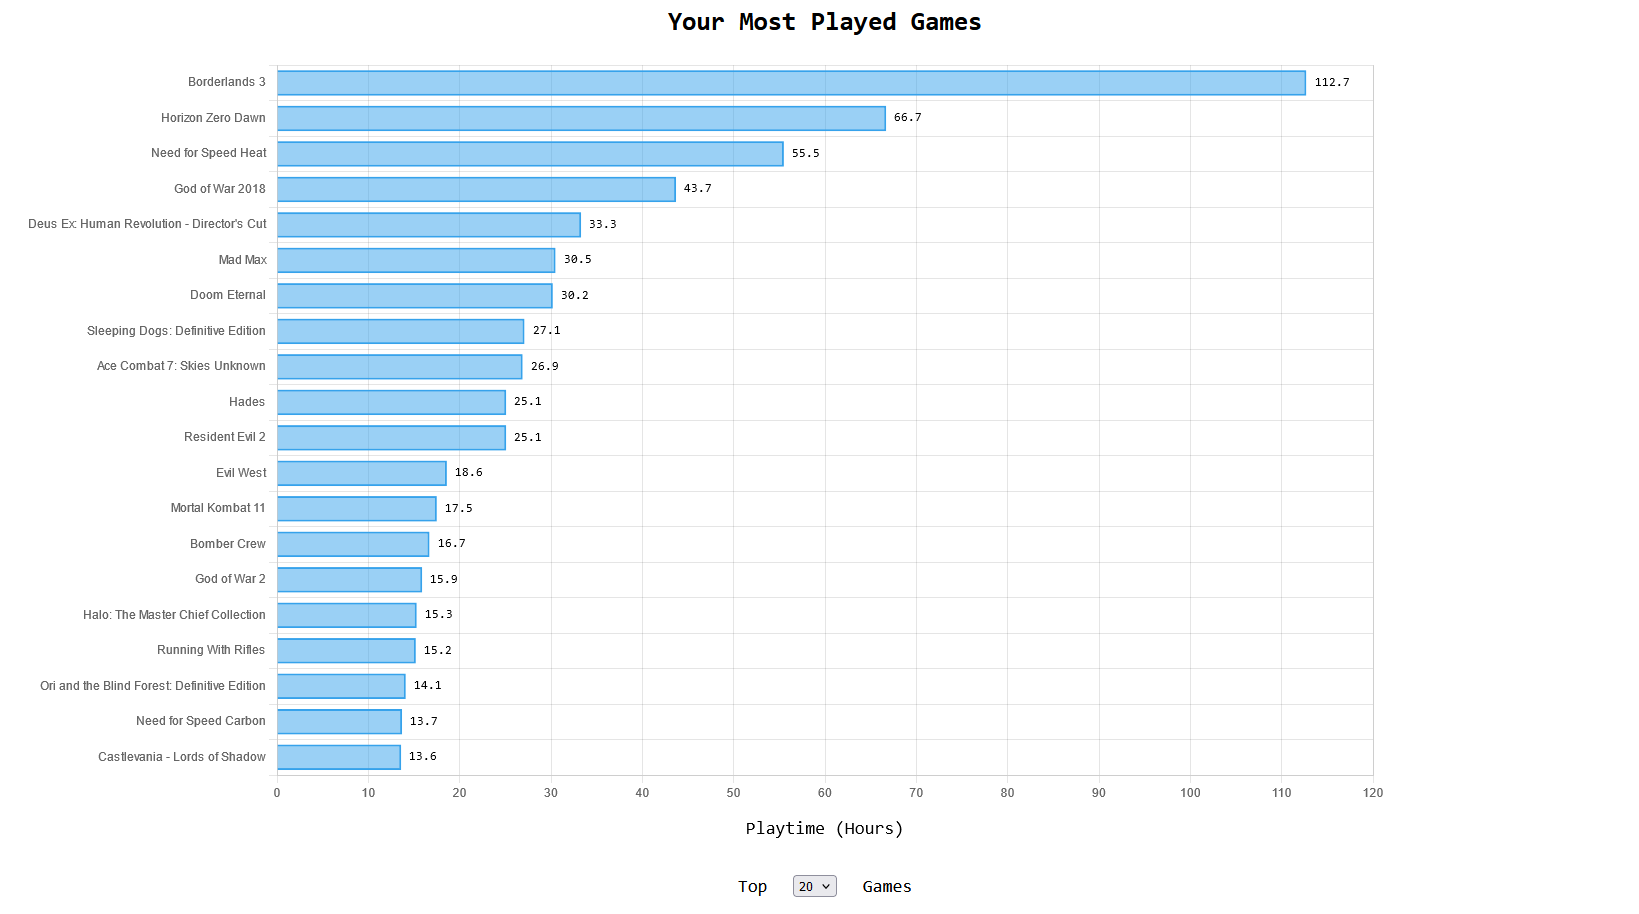 Your Most Played Games
Borderlands 3 112.7
Horizon Zero Dawn 66.7
Need for Speed Heat 55.5
God of War 2018 43.7
Deus Ex: Human Revolution - Director's Cut 33.3
Mad Max 30.5
Doom Eternal 30.2
Sleeping Dogs: Definitive Edition 27.1
Ace Combat 7: Skies Unknown 26.9
Hades 25.1
Resident Evil 2 25.1
Evil West 18.6
Mortal Kombat 11 17.5
Bomber Crew 16.7
God of War 2 15.9
Halo: The Master Chief Collection 15.3
Running With Rifles 15.2
Ori and the Blind Forest: Definitive Edition 14.1
Need for Speed Carbon 13.7
Castlevania - Lords of Shadow 13.6
0 10 20 30 40 50 60 70 80 90 100 110 120
Playtime (Hours)
Top 20 Games